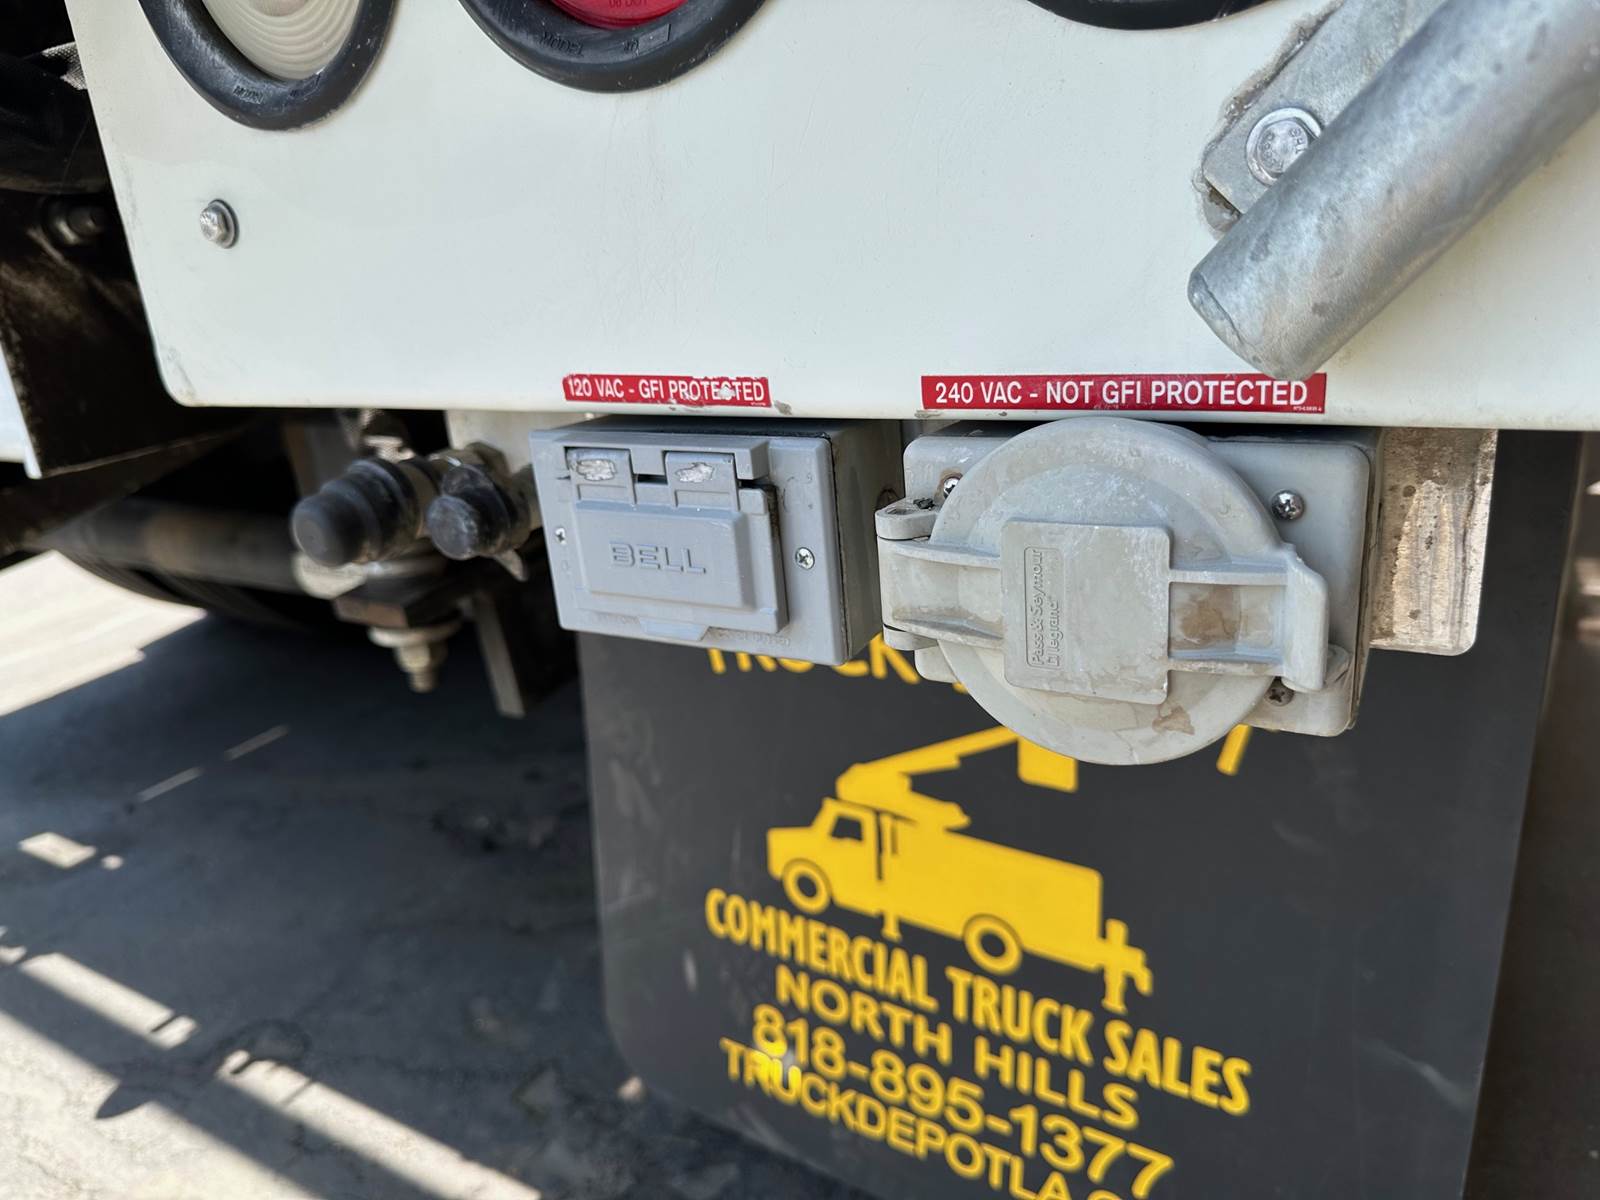 120 VAC - GFI PROTECTED
240 VAC - NOT GFI PROTECTED
BELL
Pass & Seymour
legrand
TRUCK
COMMERCIAL TRUCK SALES
NORTH HILLS
818-895-1377
TRUCKDEPOTLA.